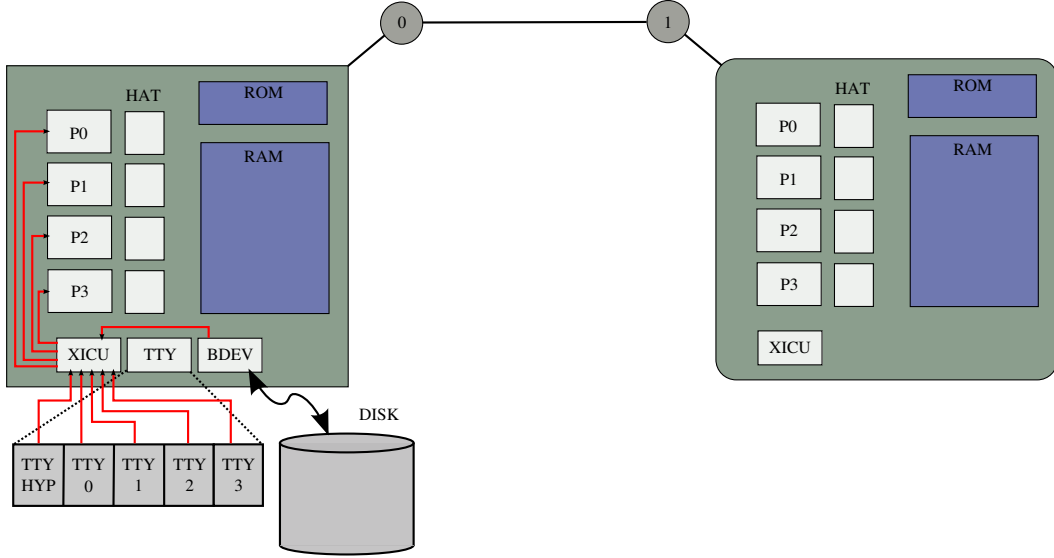 0
1
HAT
ROM
P0
RAM
P1
P2
P3
XICU
TTY
BDEV
HAT
ROM
P0
RAM
P1
P2
P3
XICU
DISK
TTY
HYP
TTY
0
TTY
1
TTY
2
TTY
3